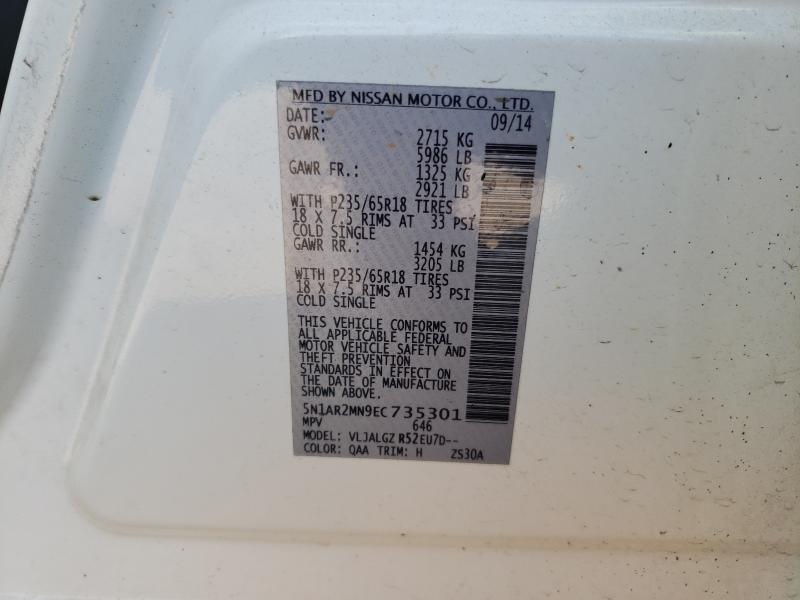 MFD BY NISSAN MOTOR CO., LTD.
DATE: 09/14
GVWR: 2715 KG
5986 LB
GAWR FR.: 1325 KG
2921 LB
WITH P235/65R18 TIRES
18 X 7.5 RIMS AT 33 PSI
COLD SINGLE
GAWR RR.: 1454 KG
3205 LB
WITH P235/65R18 TIRES
18 X 7.5 RIMS AT 33 PSI
COLD SINGLE
THIS VEHICLE CONFORMS TO
ALL APPLICABLE FEDERAL
MOTOR VEHICLE SAFETY AND
THEFT PREVENTION
STANDARDS IN EFFECT ON
THE DATE OF MANUFACTURE
SHOWN ABOVE.
5N1AR2MN9EC735301
MPV 646
MODEL: VLJALGZ R52EU7D--
COLOR: QAA TRIM: H ZS30A